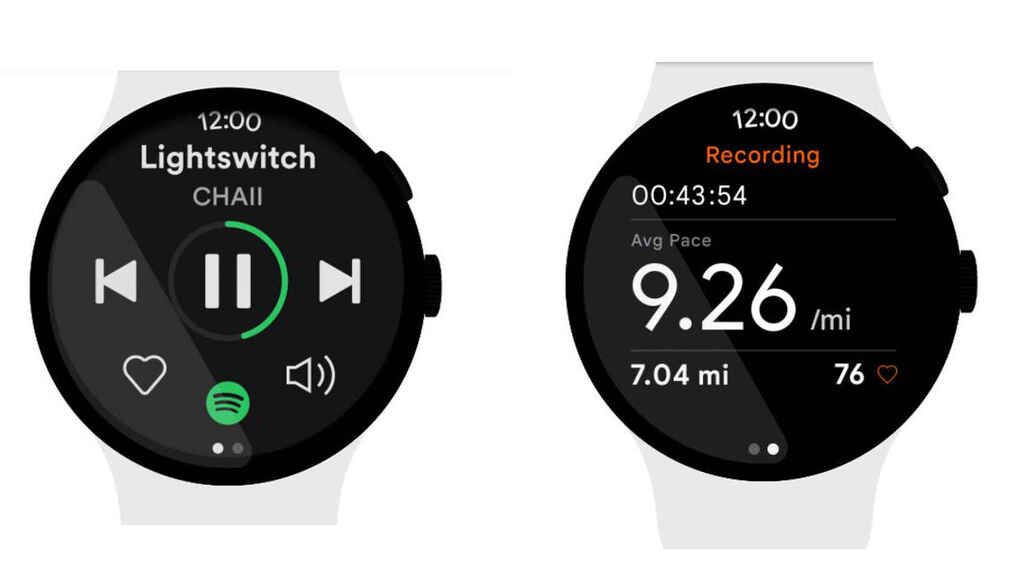 12:00
Lightswitch
CHAII
12:00
Recording
00:43:54
Avg Pace
9.26 /mi
7.04 mi 76